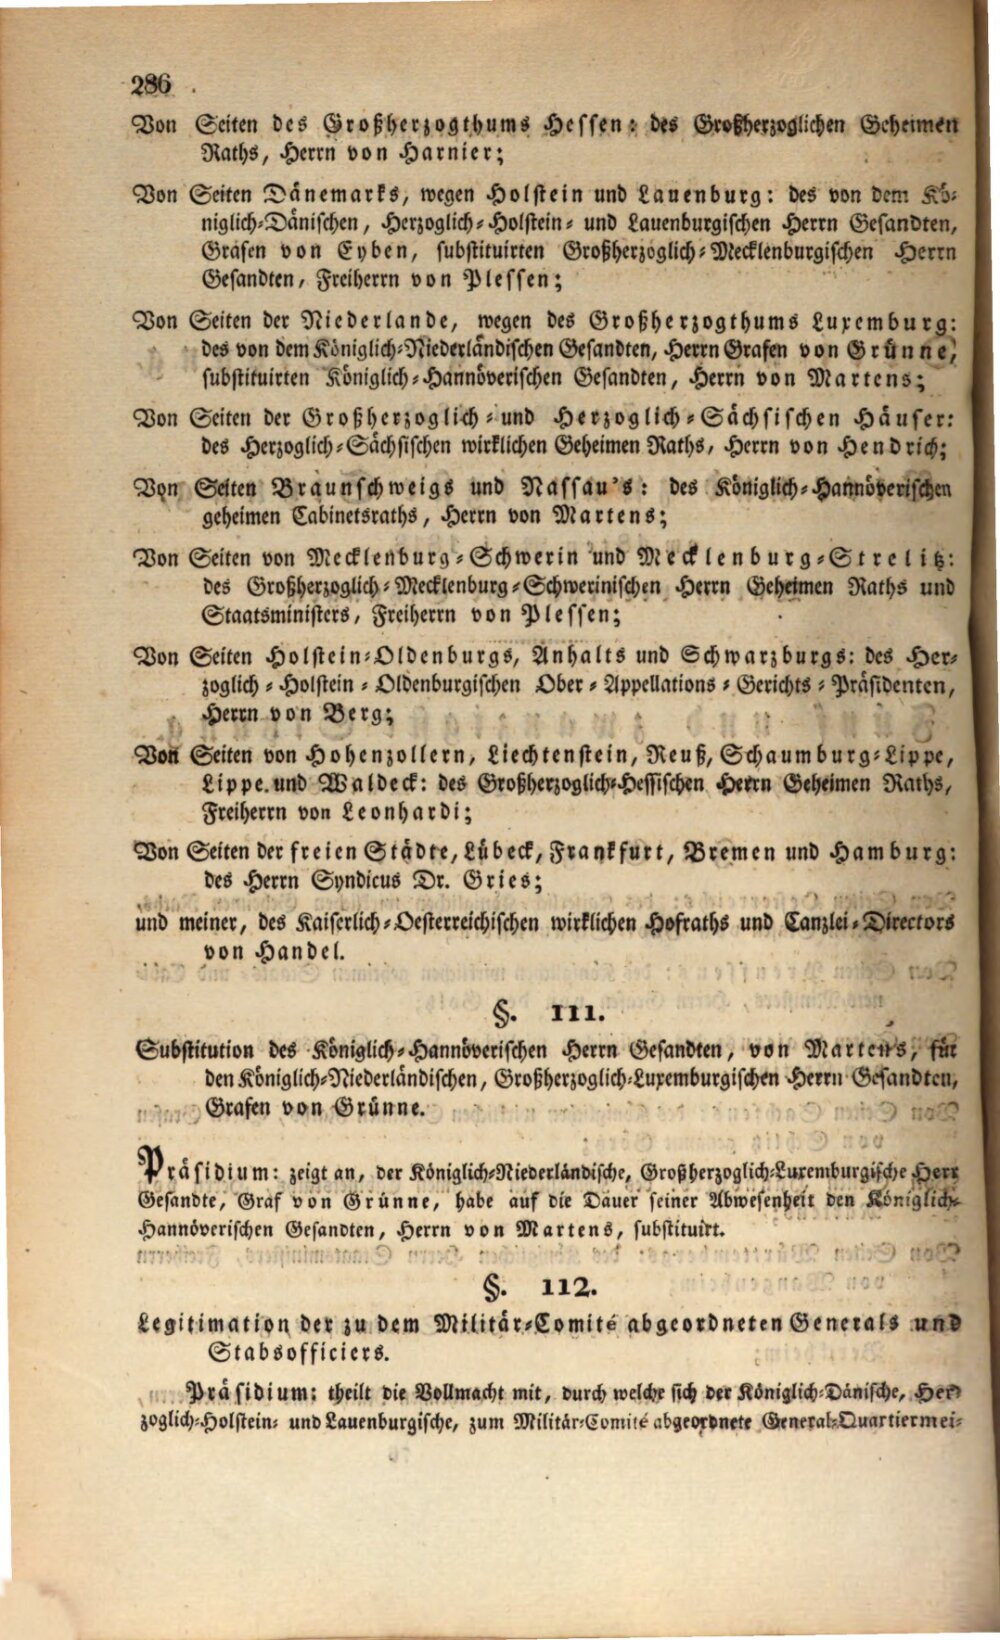 286
Von Seiten des Großherzogthums Hessen: des Großherzoglichen Geheimen
Raths, Herrn von Harnier;
Von Seiten Dänemarks, wegen Holstein und Lauenburg: des von dem Kö-
niglich-Dänischen, Herzoglich-Holstein- und Lauenburgischen Herrn Gesandten,
Grafen von Eyben, substituirten Großherzoglich-Mecklenburgischen Herrn
Gesandten, Freiherrn von Plessen;
Von Seiten der Niederlande, wegen des Großherzogthums Luxemburg:
des von dem Königlich-Niederländischen Gesandten, Herrn Grafen von Grünne,
substituirten Königlich-Hannöverischen Gesandten, Herrn von Martens;
Von Seiten der Großherzoglich- und Herzoglich-Sächsischen Häuser:
des Herzoglich-Sächsischen wirklichen Geheimen Raths, Herrn von Hendrich;
Von Seiten Braunschweigs und Nassau's: des Königlich-Hannöverischen
geheimen Cabinetsraths, Herrn von Martens;
Von Seiten von Mecklenburg-Schwerin und Mecklenburg-Strelitz:
des Großherzoglich-Mecklenburg-Schwerinischen Herrn Geheimen Raths und
Staatsministers, Freiherrn von Plessen;
Von Seiten Holstein-Oldenburgs, Anhalts und Schwarzburgs: des Her-
zoglich-Holstein-Oldenburgischen Ober-Appellations-Gerichts-Präsidenten,
Herrn von Berg;
Von Seiten von Hohenzollern, Liechtenstein, Reuß, Schaumburg-Lippe,
Lippe und Waldeck: des Großherzoglich-Hessischen Herrn Geheimen Raths,
Freiherrn von Leonhardi;
Von Seiten der freien Städte, Lübeck, Frankfurt, Bremen und Hamburg:
des Herrn Syndicus Dr. Gries;
und meiner, des Kaiserlich-Oesterreichischen wirklichen Hofraths und Canzlei-Directors
von Handel.
§. 111.
Substitution des Königlich-Hannöverischen Herrn Gesandten, von Martens, für
den Königlich-Niederländischen, Großherzoglich-Luxemburgischen Herrn Gesandten,
Grafen von Grünne.
Präsidium: zeigt an, der Königlich-Niederländische, Großherzoglich-Luxemburgische Herr
Gesandte, Graf von Grünne, habe auf die Dauer seiner Abwesenheit den Königlich-
Hannöverischen Gesandten, Herrn von Martens, substituirt.
§. 112.
Legitimation der zu dem Militär-Comité abgeordneten Generals und
Stabsofficiers.
Präsidium: theilt die Vollmacht mit, durch welche sich der Königlich-Dänische, Her-
zoglich-Holstein- und Lauenburgische, zum Militär-Comité abgeordnete General-Quartiermei-